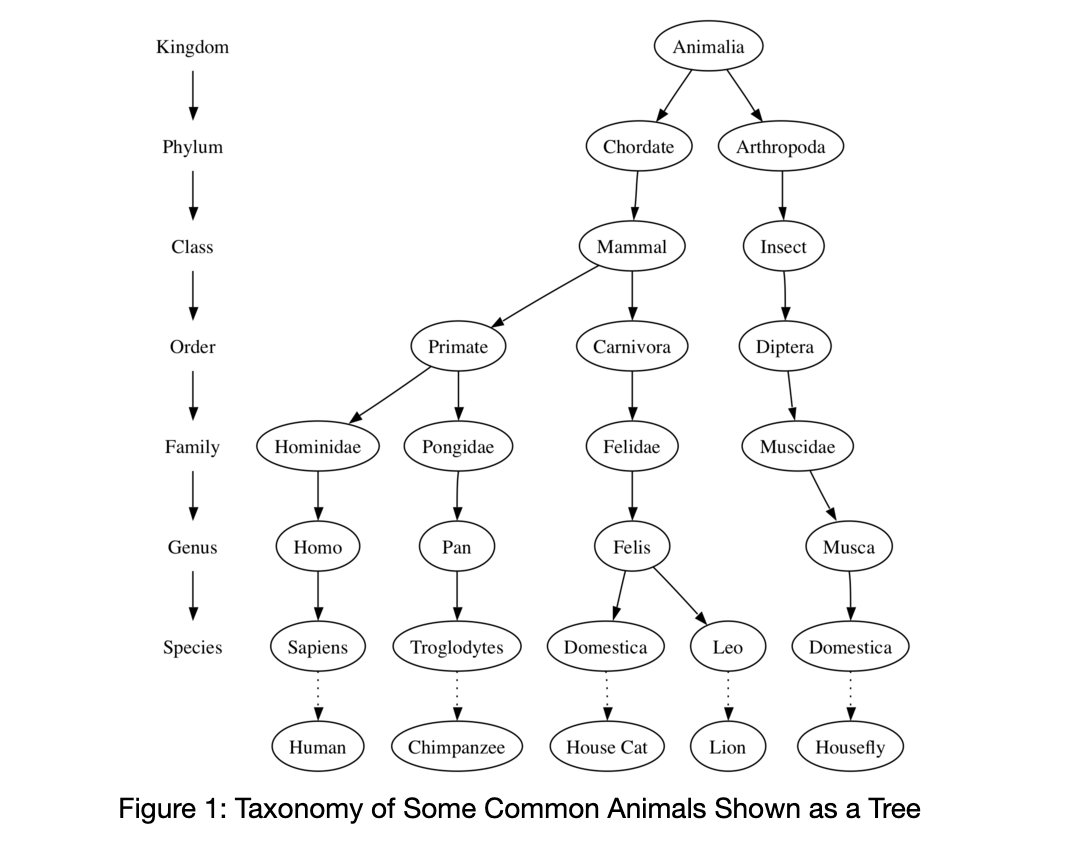 Kingdom Animalia
Phylum Chordate Arthropoda
Class Mammal Insect
Order Primate Carnivora Diptera
Family Hominidae Pongidae Felidae Muscidae
Genus Homo Pan Felis Musca
Species Sapiens Troglodytes Domestica Leo Domestica
Human Chimpanzee House Cat Lion Housefly
Figure 1: Taxonomy of Some Common Animals Shown as a Tree